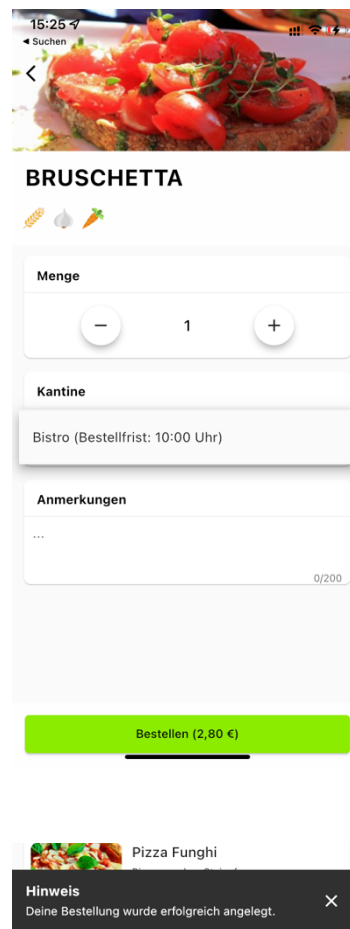 15:25
◂ Suchen
BRUSCHETTA
Menge
1
Kantine
Bistro (Bestellfrist: 10:00 Uhr)
Anmerkungen
...
0/200
Bestellen (2,80 €)
Pizza Funghi
Hinweis
Deine Bestellung wurde erfolgreich angelegt.